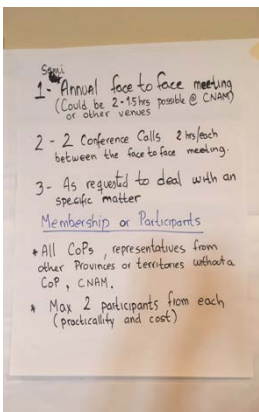 Semi
1- Annual face to face meeting
(Could be 2-1.5hrs possible @ CNAM)
or other venues
2 - 2 Conference Calls 2 hrs/each
between the face to face meeting.
3- As requested to deal with an
specific matter
Membership or Participants
* All CoPs, representatives from
other Provinces or territories without a
CoP, CNAM.
* Max 2 participants from each
(practicallity and cost)